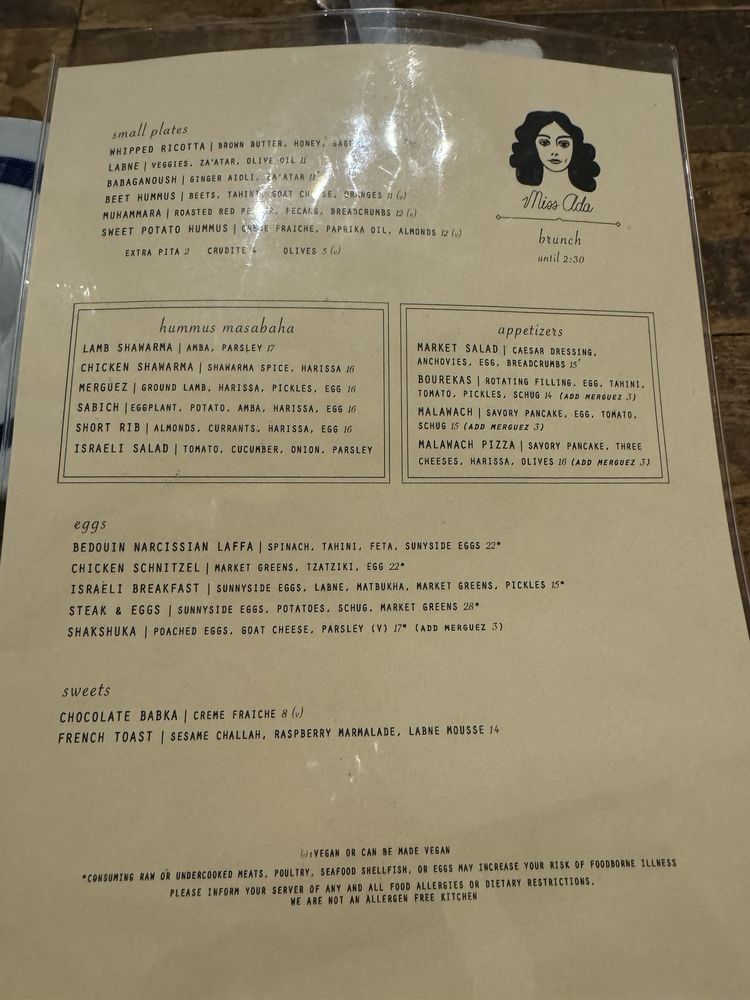 small plates
WHIPPED RICOTTA | BROWN BUTTER, HONEY, SAGE
LABNE | VEGGIES, ZA'ATAR, OLIVE OIL 11
BABAGANOUSH | GINGER AIOLI, ZA'ATAR 11
BEET HUMMUS | BEETS, TAHINI, GOAT CHEESE, ORANGES 11 (v)
MUHAMMARA | ROASTED RED PEPPER, PECANS, BREADCRUMBS 12 (v)
SWEET POTATO HUMMUS | CREME FRAICHE, PAPRIKA OIL, ALMONDS 12 (v)
EXTRA PITA 2 CRUDITE 4 OLIVES 5 (v)
Miss Ada
brunch
until 2:30
hummus masabaha
LAMB SHAWARMA | AMBA, PARSLEY 17
CHICKEN SHAWARMA | SHAWARMA SPICE, HARISSA 16
MERGUEZ | GROUND LAMB, HARISSA, PICKLES, EGG 16
SABICH | EGGPLANT, POTATO, AMBA, HARISSA, EGG 16
SHORT RIB | ALMONDS, CURRANTS, HARISSA, EGG 16
ISRAELI SALAD | TOMATO, CUCUMBER, ONION, PARSLEY
appetizers
MARKET SALAD | CAESAR DRESSING,
ANCHOVIES, EGG, BREADCRUMBS 15*
BOUREKAS | ROTATING FILLING, EGG, TAHINI,
TOMATO, PICKLES, SCHUG 14 (ADD MERGUEZ 3)
MALAWACH | SAVORY PANCAKE, EGG, TOMATO,
SCHUG 15 (ADD MERGUEZ 3)
MALAWACH PIZZA | SAVORY PANCAKE, THREE
CHEESES, HARISSA, OLIVES 16 (ADD MERGUEZ 3)
eggs
BEDOUIN NARCISSIAN LAFFA | SPINACH, TAHINI, FETA, SUNYSIDE EGGS 22*
CHICKEN SCHNITZEL | MARKET GREENS, TZATZIKI, EGG 22*
ISRAELI BREAKFAST | SUNNYSIDE EGGS, LABNE, MATBUKHA, MARKET GREENS, PICKLES 15*
STEAK & EGGS | SUNNYSIDE EGGS, POTATOES, SCHUG, MARKET GREENS 28*
SHAKSHUKA | POACHED EGGS, GOAT CHEESE, PARSLEY (V) 17* (ADD MERGUEZ 3)
sweets
CHOCOLATE BABKA | CREME FRAICHE 8 (v)
FRENCH TOAST | SESAME CHALLAH, RASPBERRY MARMALADE, LABNE MOUSSE 14
(v):VEGAN OR CAN BE MADE VEGAN
*CONSUMING RAW OR UNDERCOOKED MEATS, POULTRY, SEAFOOD SHELLFISH, OR EGGS MAY INCREASE YOUR RISK OF FOODBORNE ILLNESS
PLEASE INFORM YOUR SERVER OF ANY AND ALL FOOD ALLERGIES OR DIETARY RESTRICTIONS.
WE ARE NOT AN ALLERGEN FREE KITCHEN